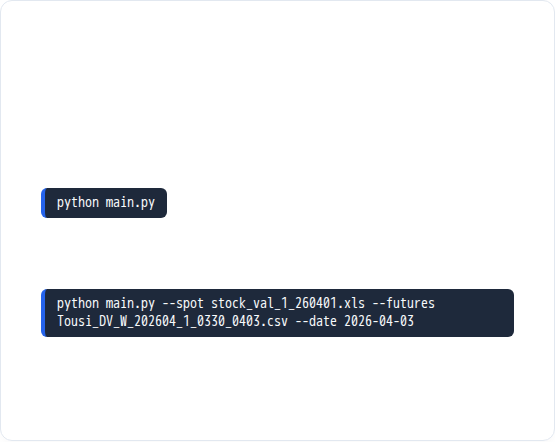 python main.py
python main.py --spot stock_val_1_260401.xls --futures
Tousi_DV_W_202604_1_0330_0403.csv --date 2026-04-03